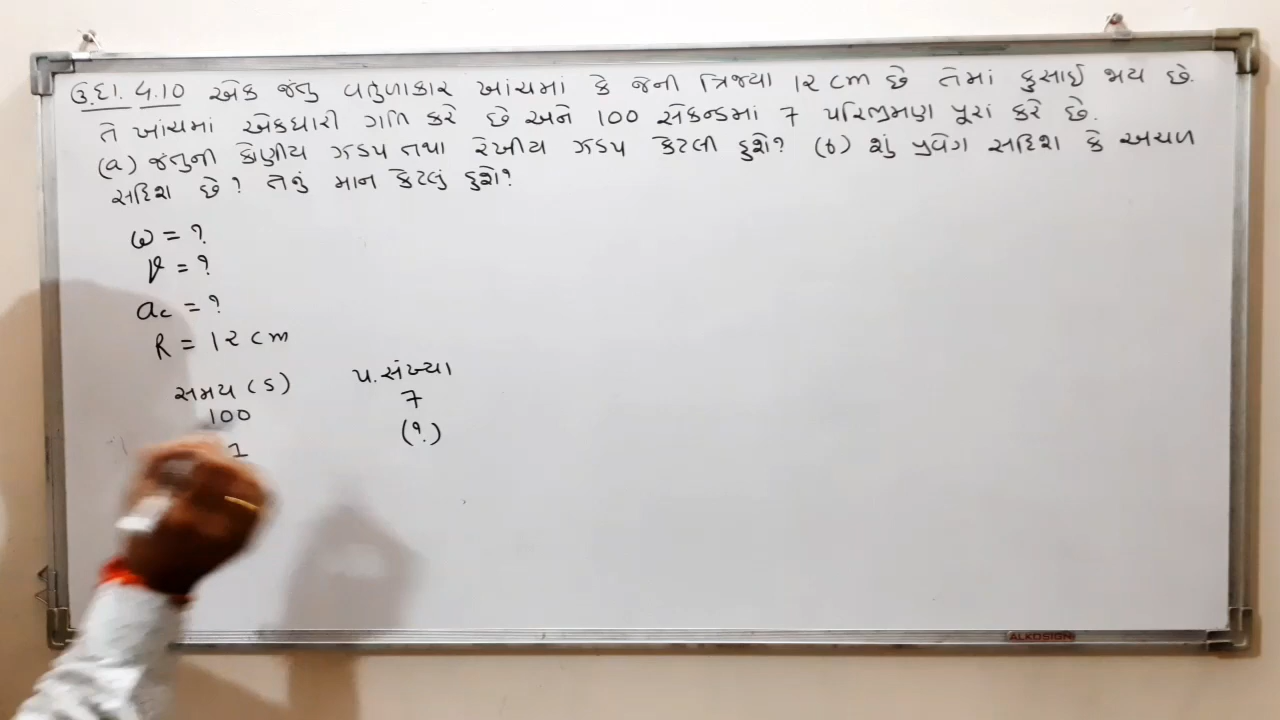 ઉ.દા. 4.10 એક જંતુ વર્તુળાકાર ખાંચમાં કે જેની ત્રિજ્યા 12 cm છે તેમાં ફસાઈ જાય છે.
તે ખાંચમાં એકધારી ગતિ કરે છે અને 100 સેકન્ડમાં 7 પરિભ્રમણ પૂરાં કરે છે.
(a) જંતુની કોણીય ઝડપ તથા રેખીય ઝડપ કેટલી હશે? (b) શું પ્રવેગ સદિશ કે અચળ
સદિશ છે? તેનું માન કેટલું હશે?
ω = ?
v = ?
ac = ?
R = 12 cm
સમય (s) પ. સંખ્યા
100 7
1 (?)
ALKOSIGN